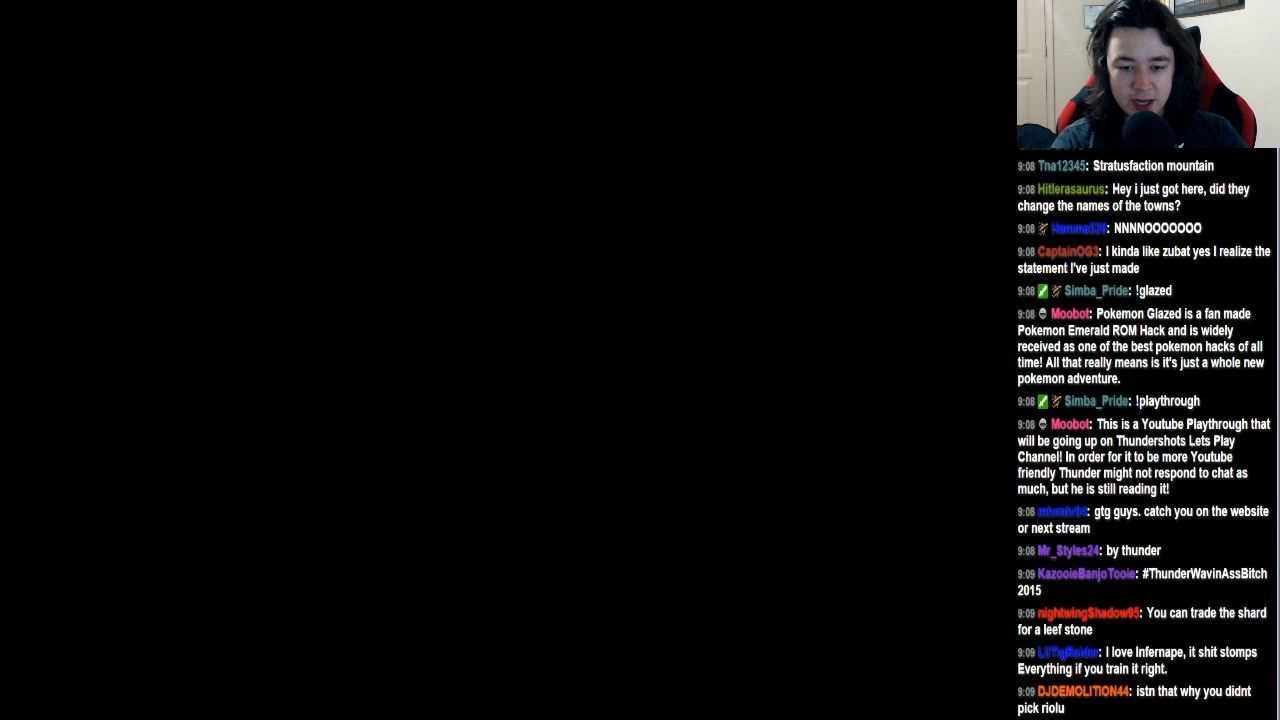 9:08 Tna12345: Stratusfaction mountain
9:08 Hitlerasaurus: Hey i just got here, did they
change the names of the towns?
9:08 : NNNNOOOOOOO
9:08 CaptainOG3: I kinda like zubat yes I realize the
statement I've just made
9:08 Simba_Pride: !glazed
9:08 Moobot: Pokemon Glazed is a fan made
Pokemon Emerald ROM Hack and is widely
received as one of the best pokemon hacks of all
time! All that really means is it's just a whole new
pokemon adventure.
9:08 Simba_Pride: !playthrough
9:08 Moobot: This is a Youtube Playthrough that
will be going up on Thundershots Lets Play
Channel! In order for it to be more Youtube
friendly Thunder might not respond to chat as
much, but he is still reading it!
9:08 : gtg guys. catch you on the website
or next stream
9:08 Mr_Styles24: by thunder
9:09 KazooieBanjoTooie: #ThunderWavinAssBitch
2015
9:09 nightwingShadow95: You can trade the shard
for a leef stone
9:09 : I love Infernape, it shit stomps
Everything if you train it right.
9:09 DJDEMOLITION44: istn that why you didnt
pick riolu